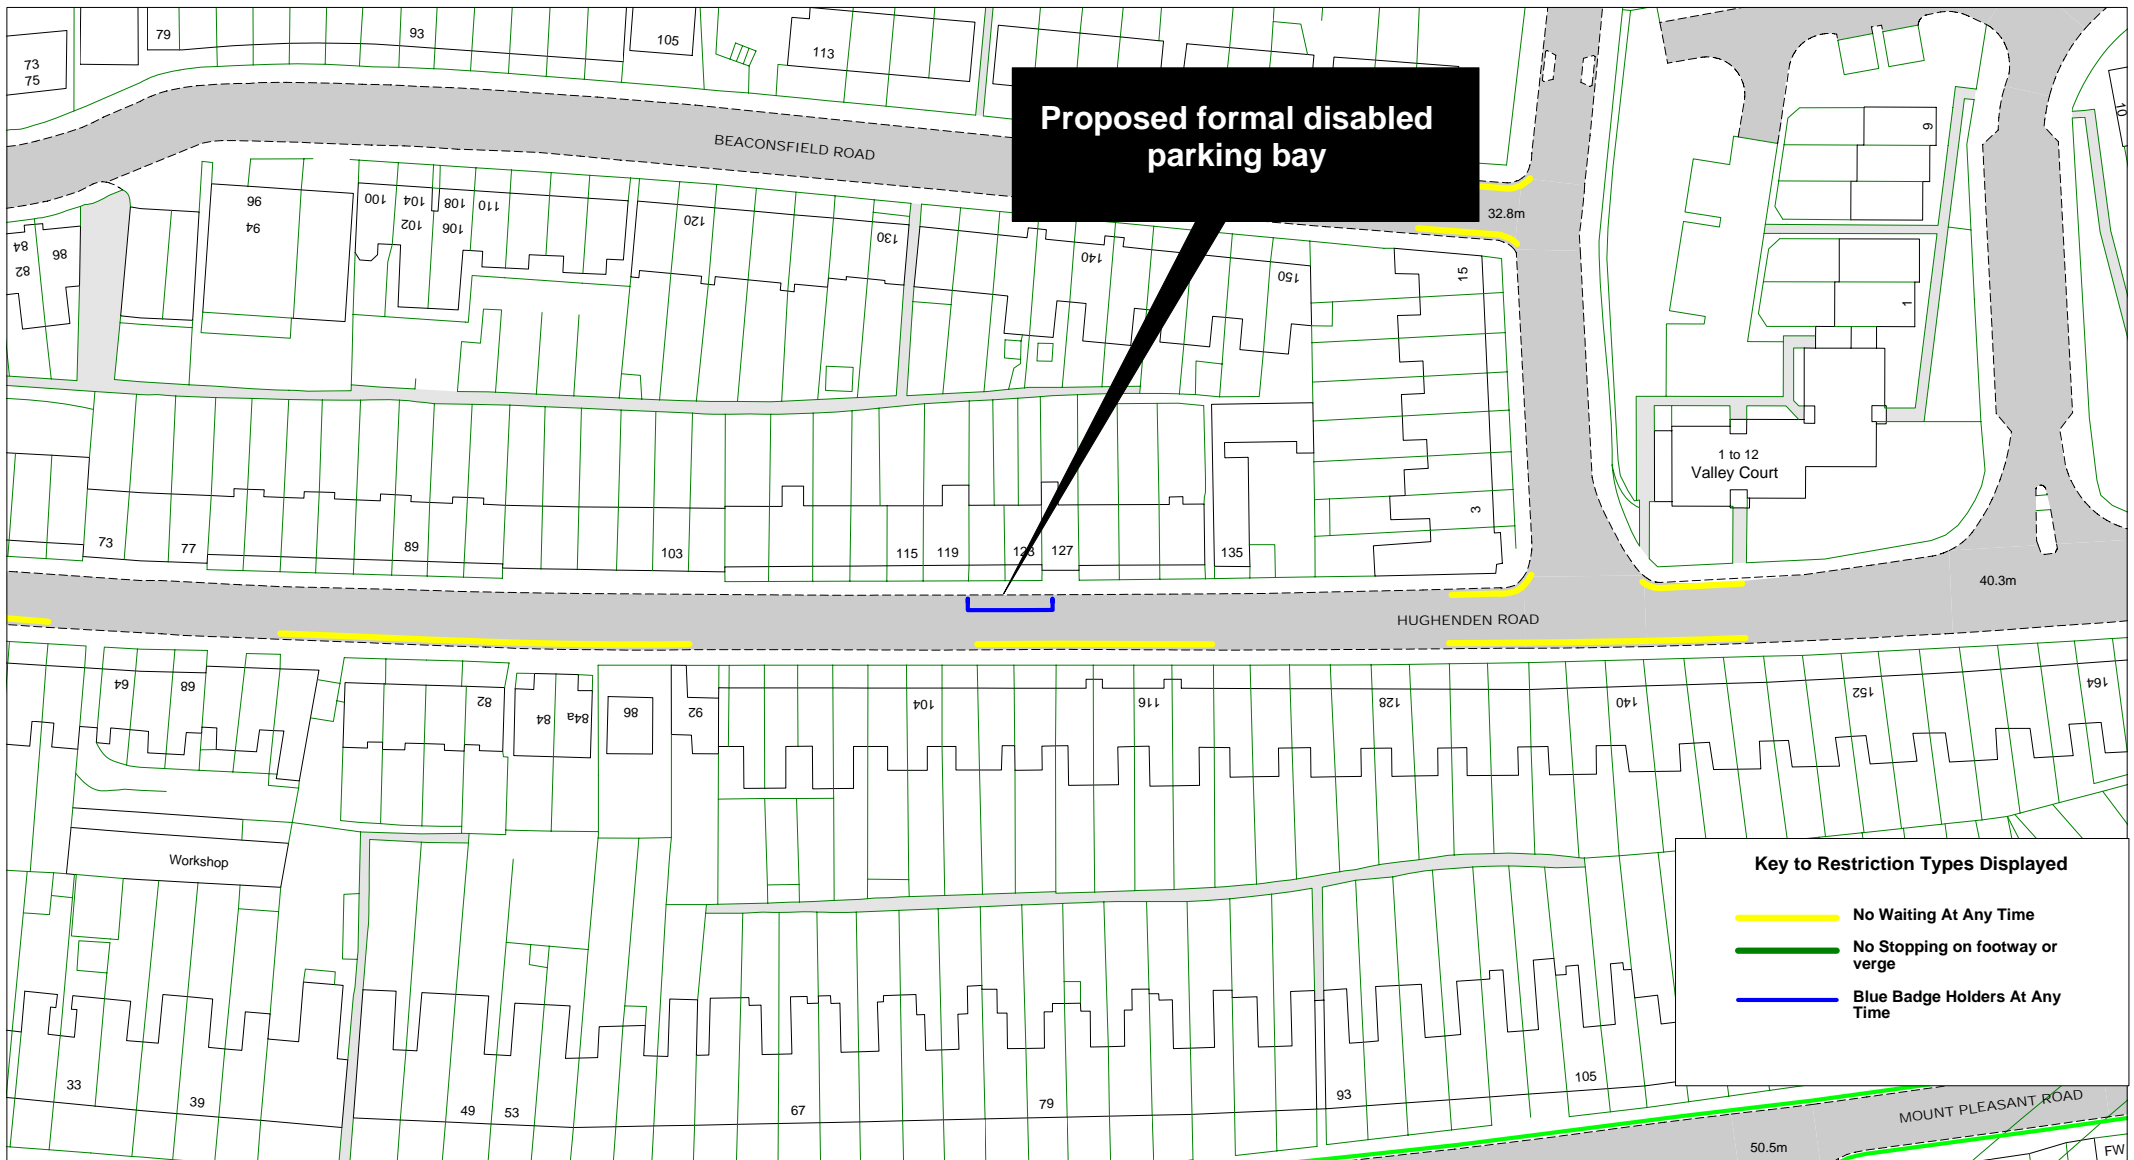 79
93
105
113
73
75
Proposed formal disabled
parking bay
BEACONSFIELD ROAD
32.8m
9
10
96
94
100
104
102
108
106
110
120
130
140
150
15
84
82
86
1
3
1 to 12
Valley Court
73
77
89
103
115
119
123
127
135
HUGHENDEN ROAD
40.3m
64
68
82
84
84a
86
92
104
116
128
140
152
164
Workshop
Key to Restriction Types Displayed
No Waiting At Any Time
No Stopping on footway or
verge
Blue Badge Holders At Any
Time
33
39
49
53
67
79
93
105
MOUNT PLEASANT ROAD
50.5m
FW